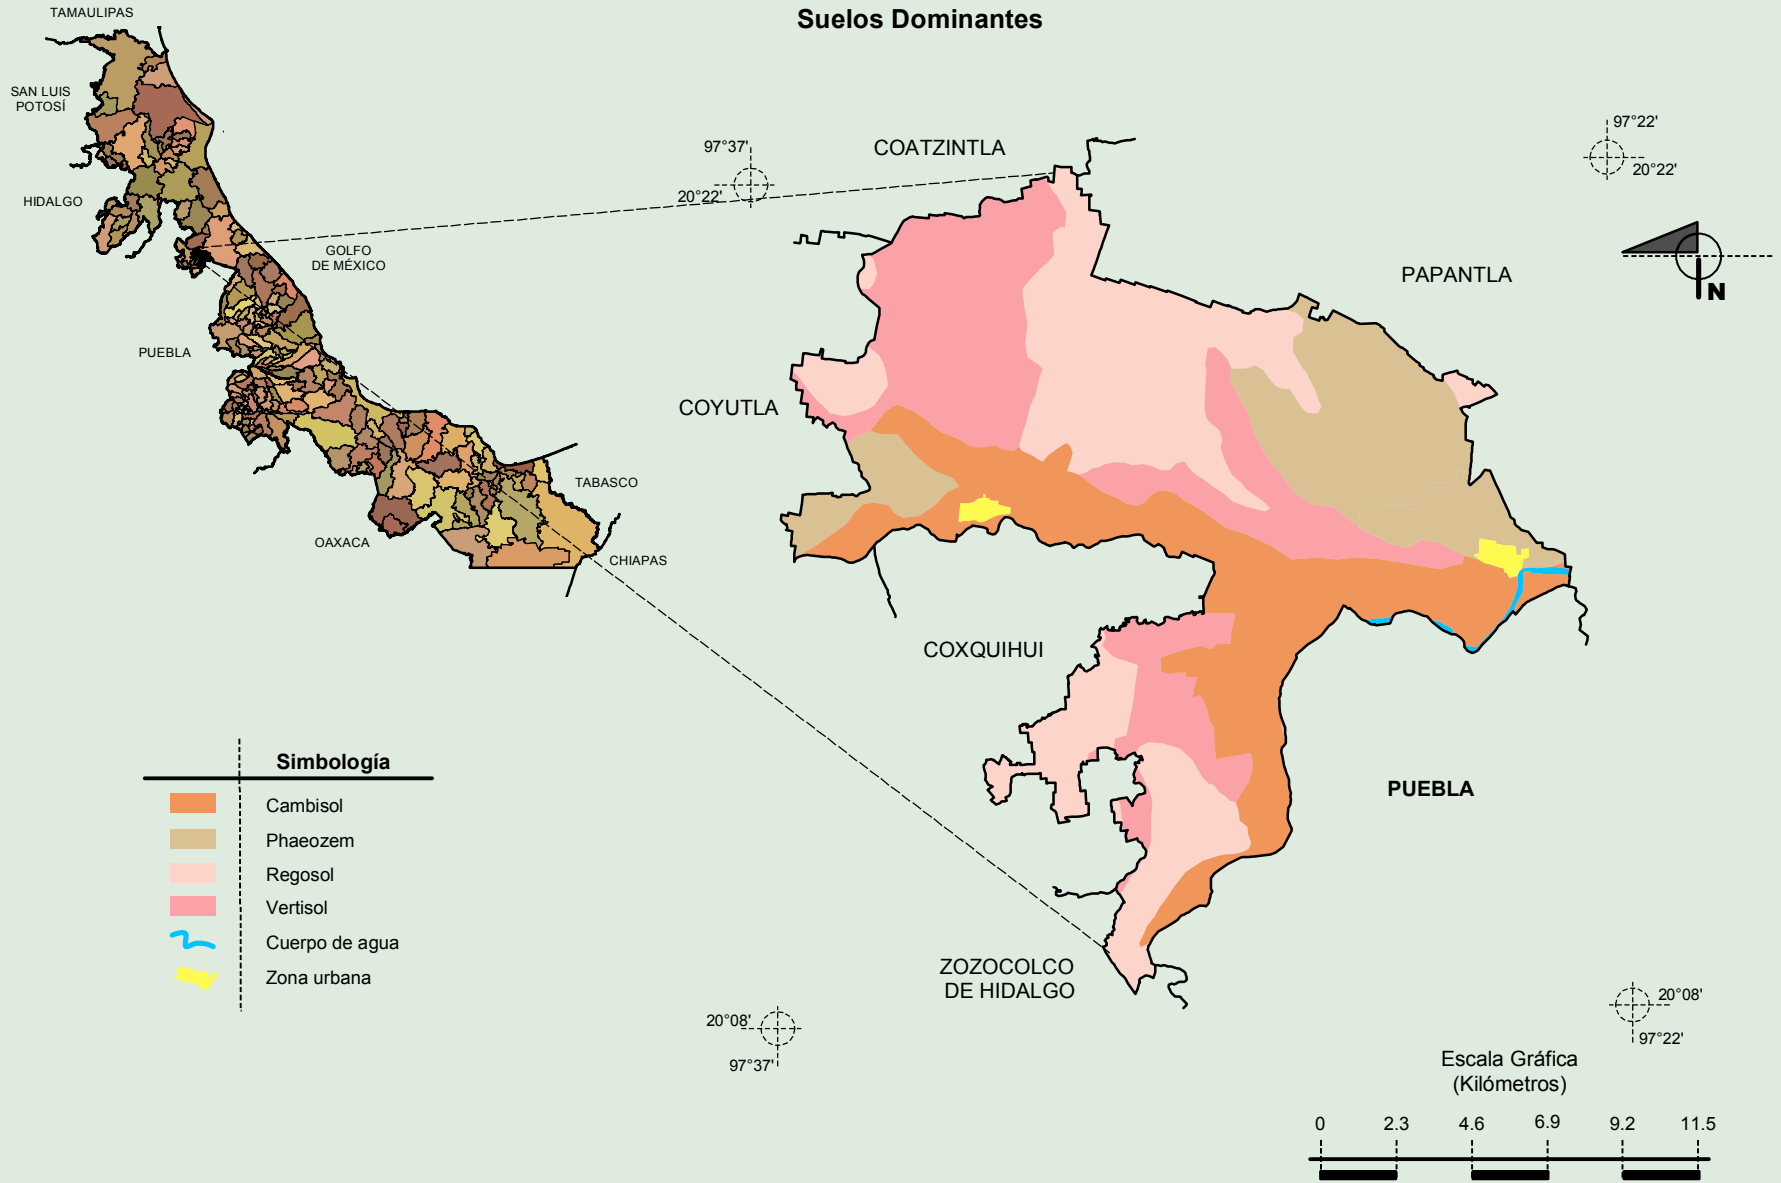 Suelos Dominantes
TAMAULIPAS
SAN LUIS
POTOSÍ
HIDALGO
GOLFO
DE MÉXICO
PUEBLA
TABASCO
OAXACA
CHIAPAS
97°37'
20°22'
COATZINTLA
97°22'
20°22'
PAPANTLA
N
COYUTLA
COXQUIHUI
PUEBLA
ZOZOCOLCO
DE HIDALGO
20°08'
97°37'
20°08'
97°22'
Simbología
Cambisol
Phaeozem
Regosol
Vertisol
Cuerpo de agua
Zona urbana
Escala Gráfica
(Kilómetros)
0 2.3 4.6 6.9 9.2 11.5